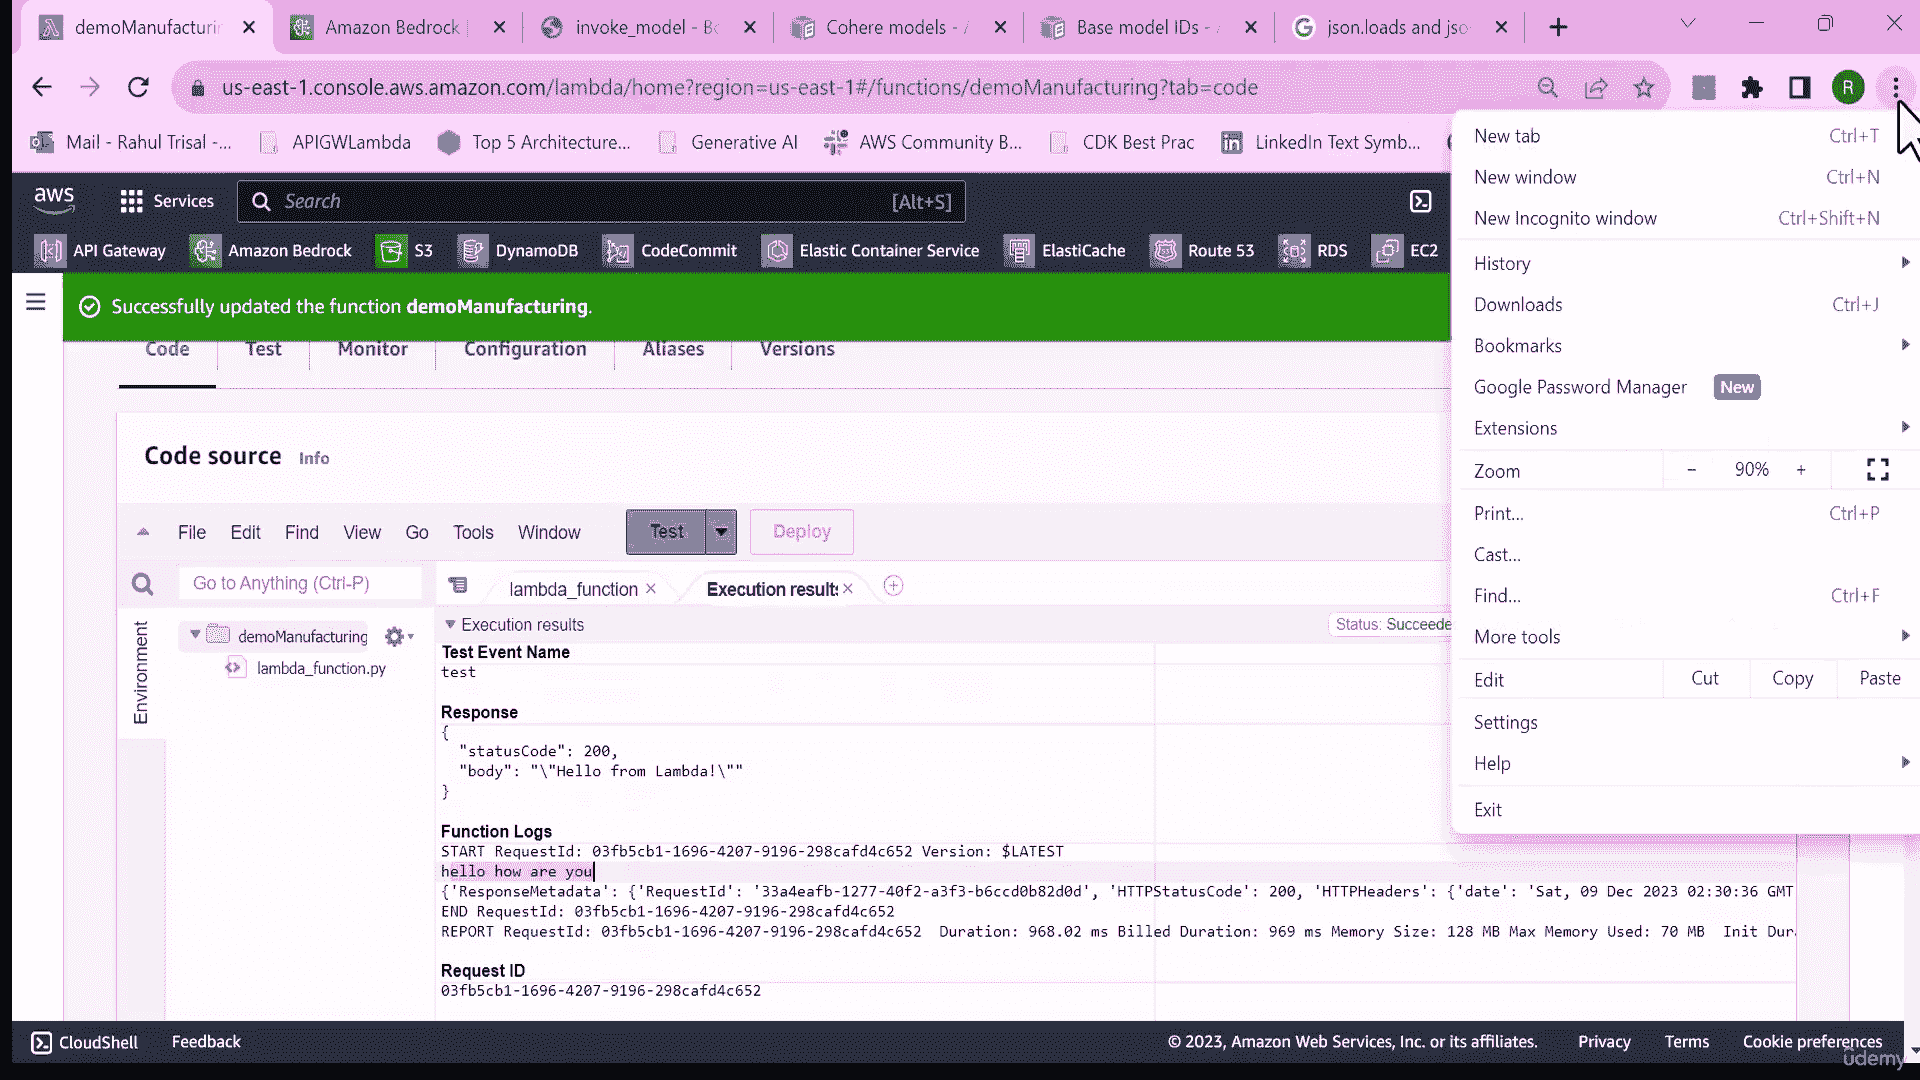 demoManufacturin
Amazon Bedrock
invoke_model - Bo
Cohere models - A
Base model IDs - A
json.loads and jso
us-east-1.console.aws.amazon.com/lambda/home?region=us-east-1#/functions/demoManufacturing?tab=code
R
Mail - Rahul Trisal -...
APIGWLambda
Top 5 Architecture...
Generative AI
AWS Community B...
CDK Best Prac
LinkedIn Text Symb...
New tab Ctrl+T
New window Ctrl+N
New Incognito window Ctrl+Shift+N
History
Downloads Ctrl+J
Bookmarks
Google Password Manager New
Extensions
Zoom - 90% +
Print... Ctrl+P
Cast...
Find... Ctrl+F
More tools
Edit Cut Copy Paste
Settings
Help
Exit
aws
Services
Search [Alt+S]
API Gateway
Amazon Bedrock
S3
DynamoDB
CodeCommit
Elastic Container Service
ElastiCache
Route 53
RDS
EC2
Successfully updated the function demoManufacturing.
Code Test Monitor Configuration Aliases Versions
Code source Info
File Edit Find View Go Tools Window Test Deploy
Go to Anything (Ctrl-P)
lambda_function
Execution results
Environment
demoManufacturing
lambda_function.py
Execution results
Status: Succeede
Test Event Name
test
Response
{
"statusCode": 200,
"body": "\"Hello from Lambda!\""
}
Function Logs
START RequestId: 03fb5cb1-1696-4207-9196-298cafd4c652 Version: $LATEST
hello how are you
{'ResponseMetadata': {'RequestId': '33a4eafb-1277-40f2-a3f3-b6ccd0b82d0d', 'HTTPStatusCode': 200, 'HTTPHeaders': {'date': 'Sat, 09 Dec 2023 02:30:36 GMT
END RequestId: 03fb5cb1-1696-4207-9196-298cafd4c652
REPORT RequestId: 03fb5cb1-1696-4207-9196-298cafd4c652 Duration: 968.02 ms Billed Duration: 969 ms Memory Size: 128 MB Max Memory Used: 70 MB Init Dur
Request ID
03fb5cb1-1696-4207-9196-298cafd4c652
CloudShell
Feedback
© 2023, Amazon Web Services, Inc. or its affiliates.
Privacy
Terms
Cookie preferences
ûdemy